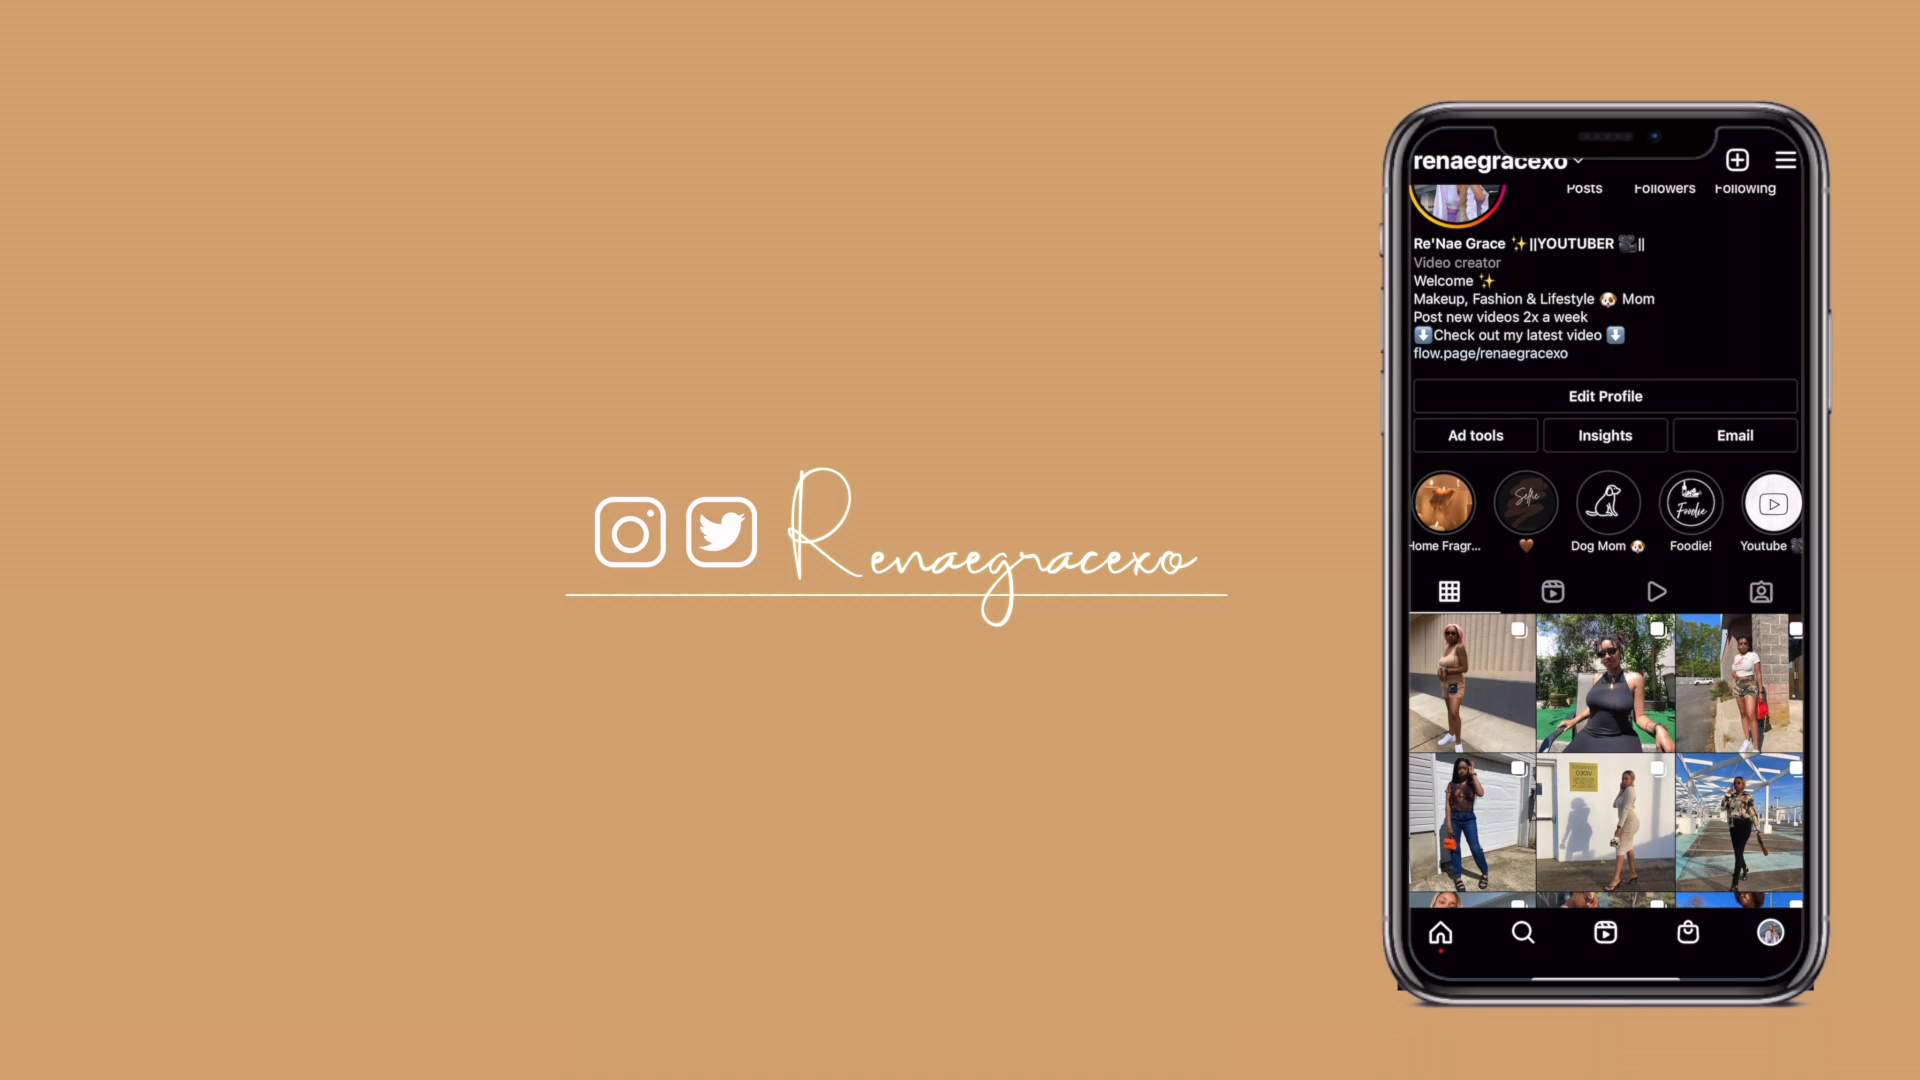 Renaegracexo
renaegracexo
Posts Followers Following
Re'Nae Grace ✨||YOUTUBER 🎥||
Video creator
Welcome ✨
Makeup, Fashion & Lifestyle 🐶 Mom
Post new videos 2x a week
⬇️Check out my latest video ⬇️
flow.page/renaegracexo
Edit Profile
Ad tools Insights Email
Selfie
Foodie
Home Fragr... 🤎 Dog Mom 🐶 Foodie! Youtube 🎥